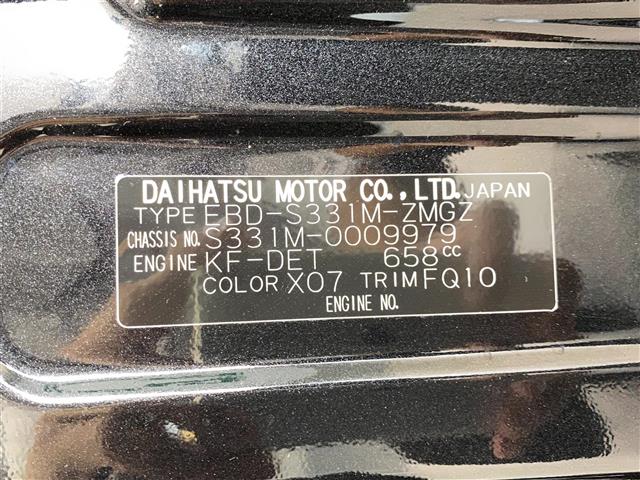 DAIHATSU MOTOR CO.,LTD. JAPAN
TYPE EBD-S331M-ZMGZ
CHASSIS NO. S331M-0009979
ENGINE KF-DET 658cc
COLOR X07 TRIM FQ10
ENGINE NO.